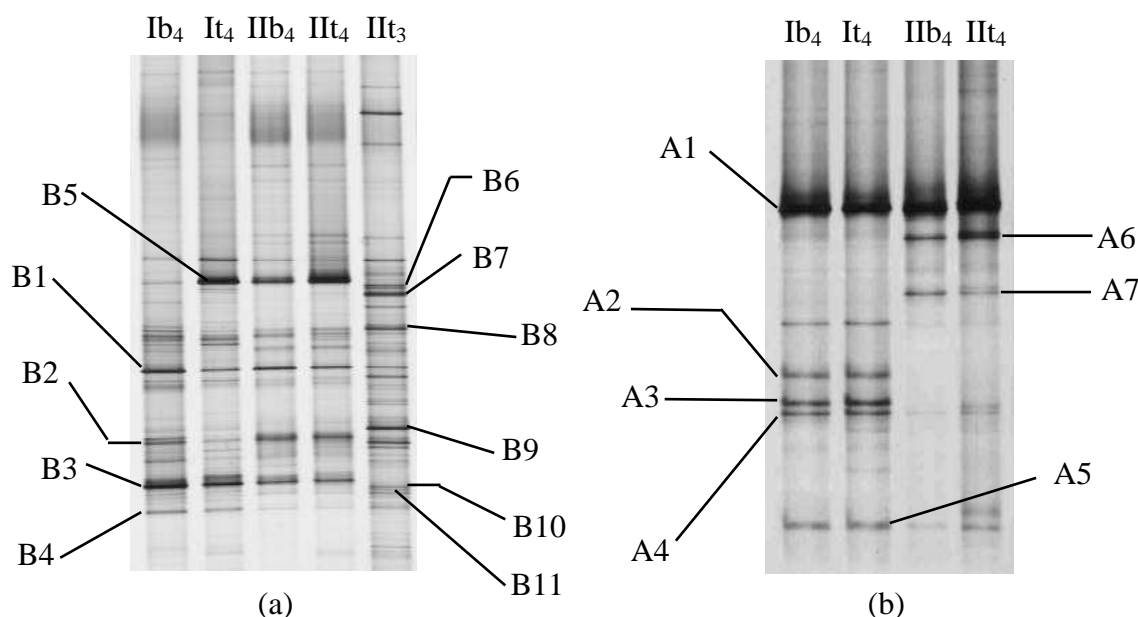 Ib₄ It₄ IIb₄ IIt₄ IIt₃
Ib₄ It₄ IIb₄ IIt₄
A1
B5
B6
A6
B7
B1
A7
A2
B8
B2
A3
B9
B3
A5
B10
B4
A4
B11
(a)
(b)